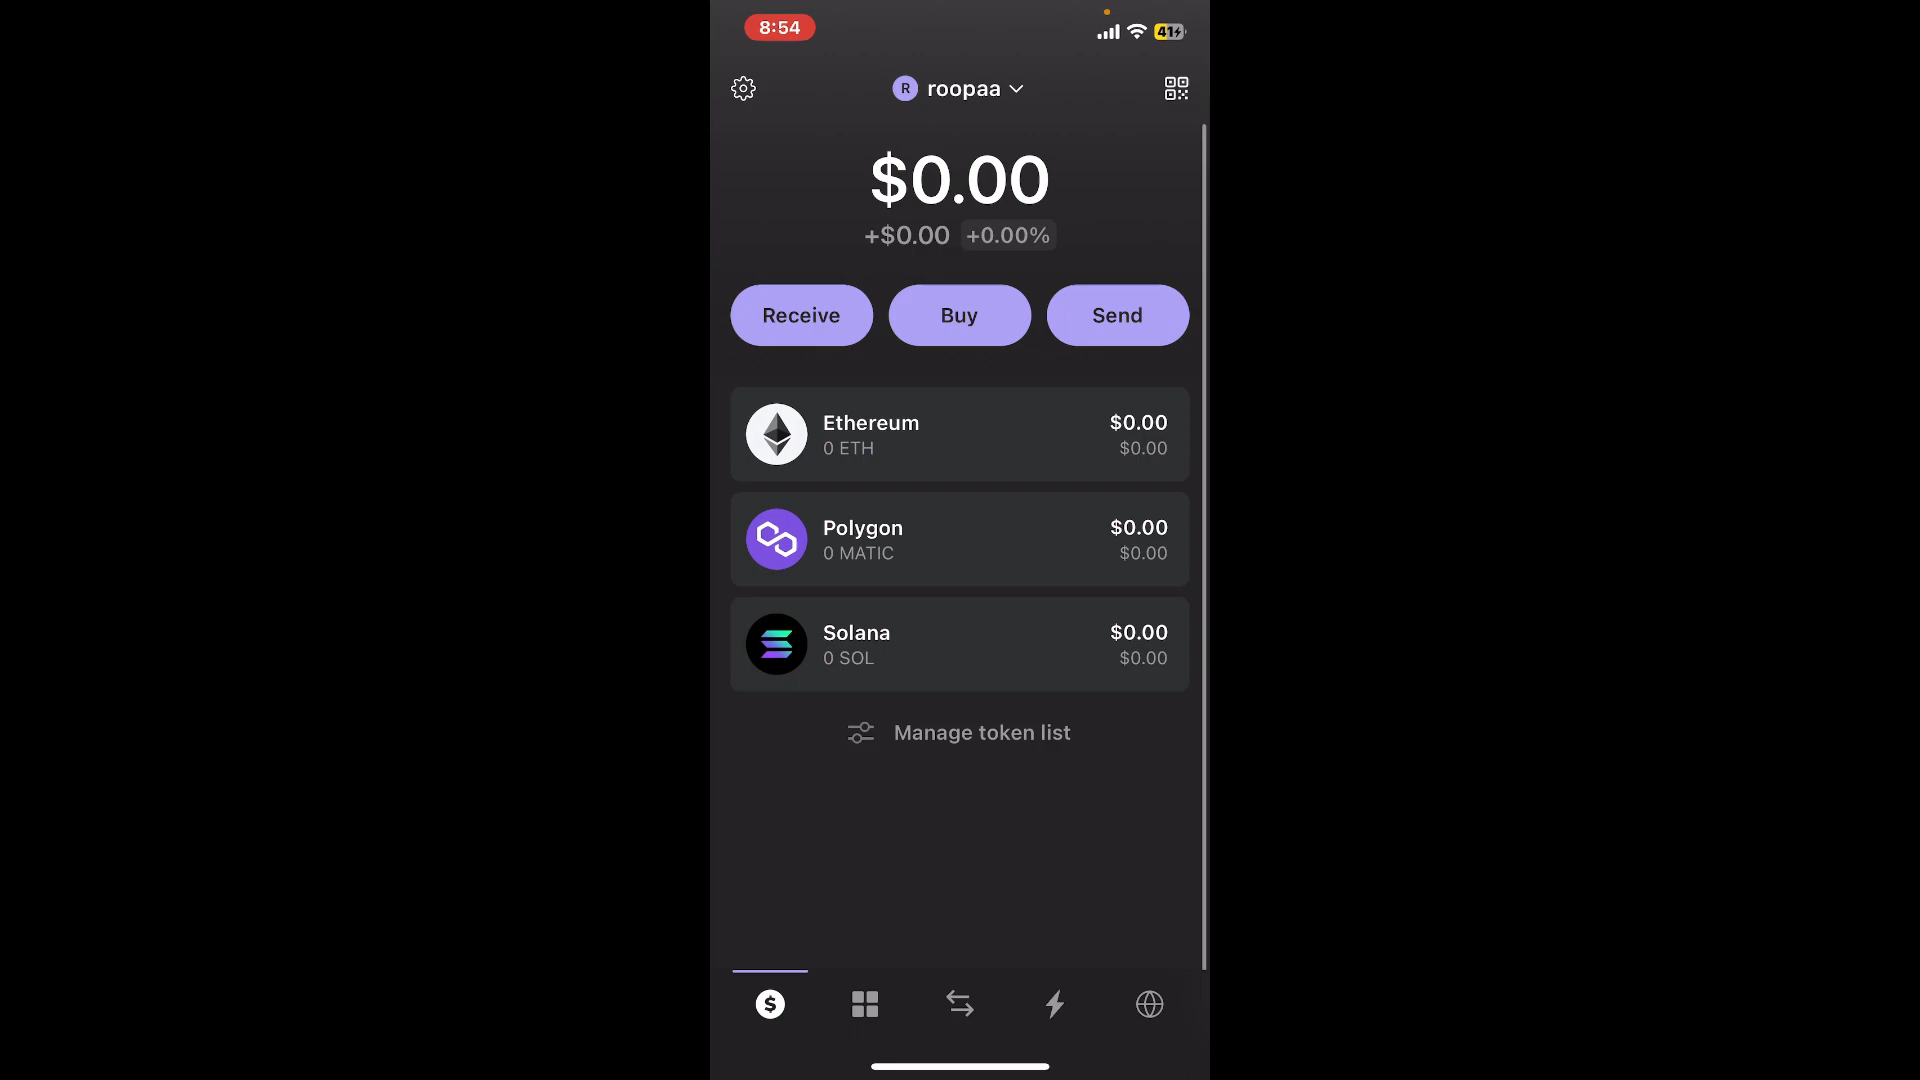 8:54
41
R roopaa
$0.00
+$0.00 +0.00%
Receive Buy Send
Ethereum $0.00
0 ETH $0.00
Polygon $0.00
0 MATIC $0.00
Solana $0.00
0 SOL $0.00
Manage token list
$